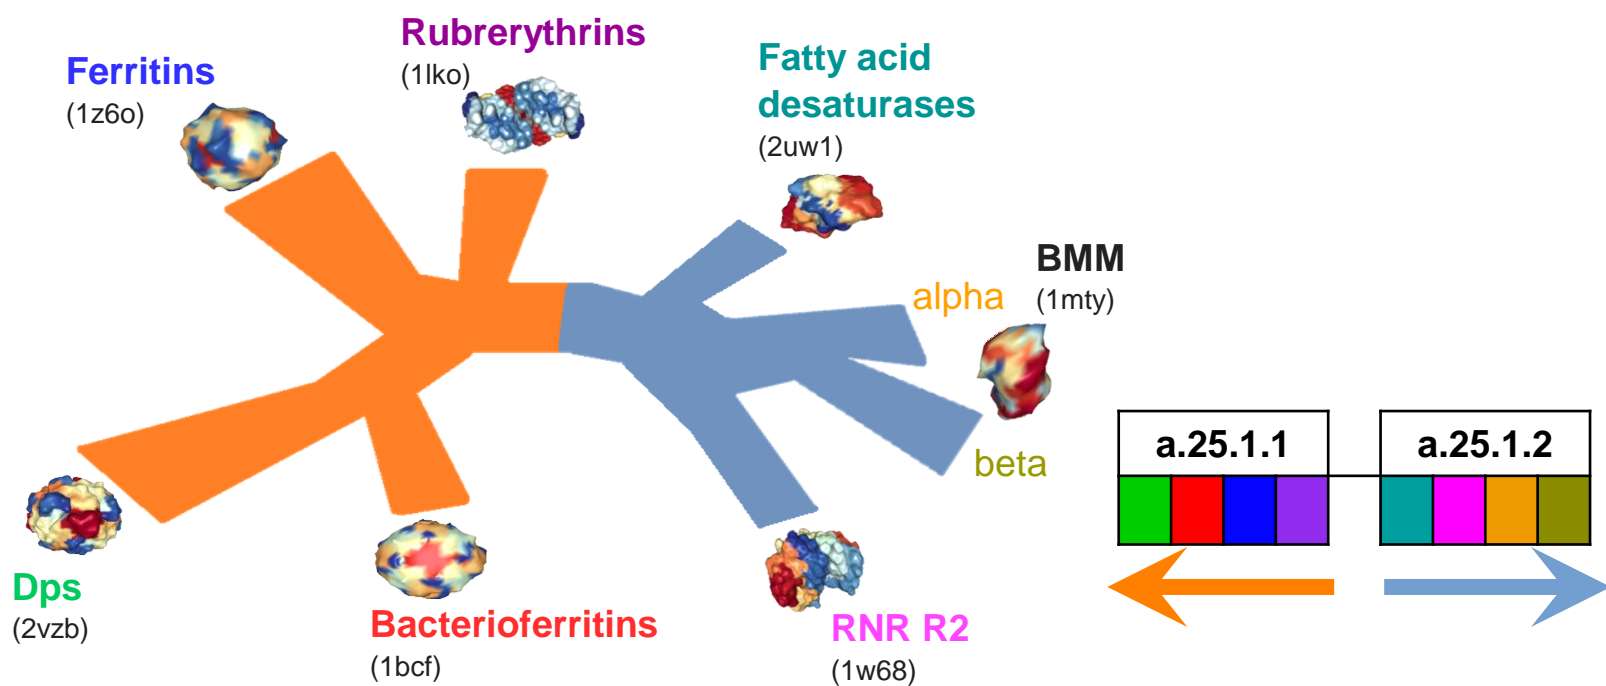 Rubrerythrins
(1lko)
Ferritins
(1z6o)
Fatty acid
desaturases
(2uw1)
BMM
(1mty)
alpha
beta
a.25.1.1
a.25.1.2
Dps
(2vzb)
Bacterioferritins
(1bcf)
RNR R2
(1w68)